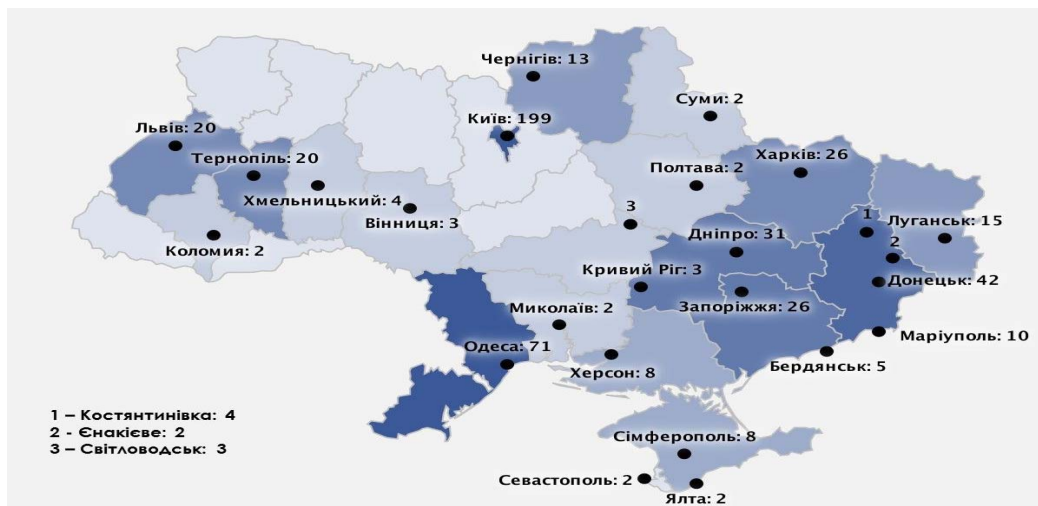 Чернігів: 13
Суми: 2
Київ: 199
Львів: 20
Тернопіль: 20
Харків: 26
Полтава: 2
Хмельницький: 4
Вінниця: 3
3
1
Луганськ: 15
Дніпро: 31
2
Коломия: 2
Кривий Ріг: 3
Донецьк: 42
Миколаїв: 2
Запоріжжя: 26
Маріуполь: 10
Одеса: 71
Херсон: 8
Бердянськ: 5
1 – Костянтинівка: 4
2 - Єнакієве: 2
3 – Світловодськ: 3
Сімферополь: 8
Севастополь: 2
Ялта: 2